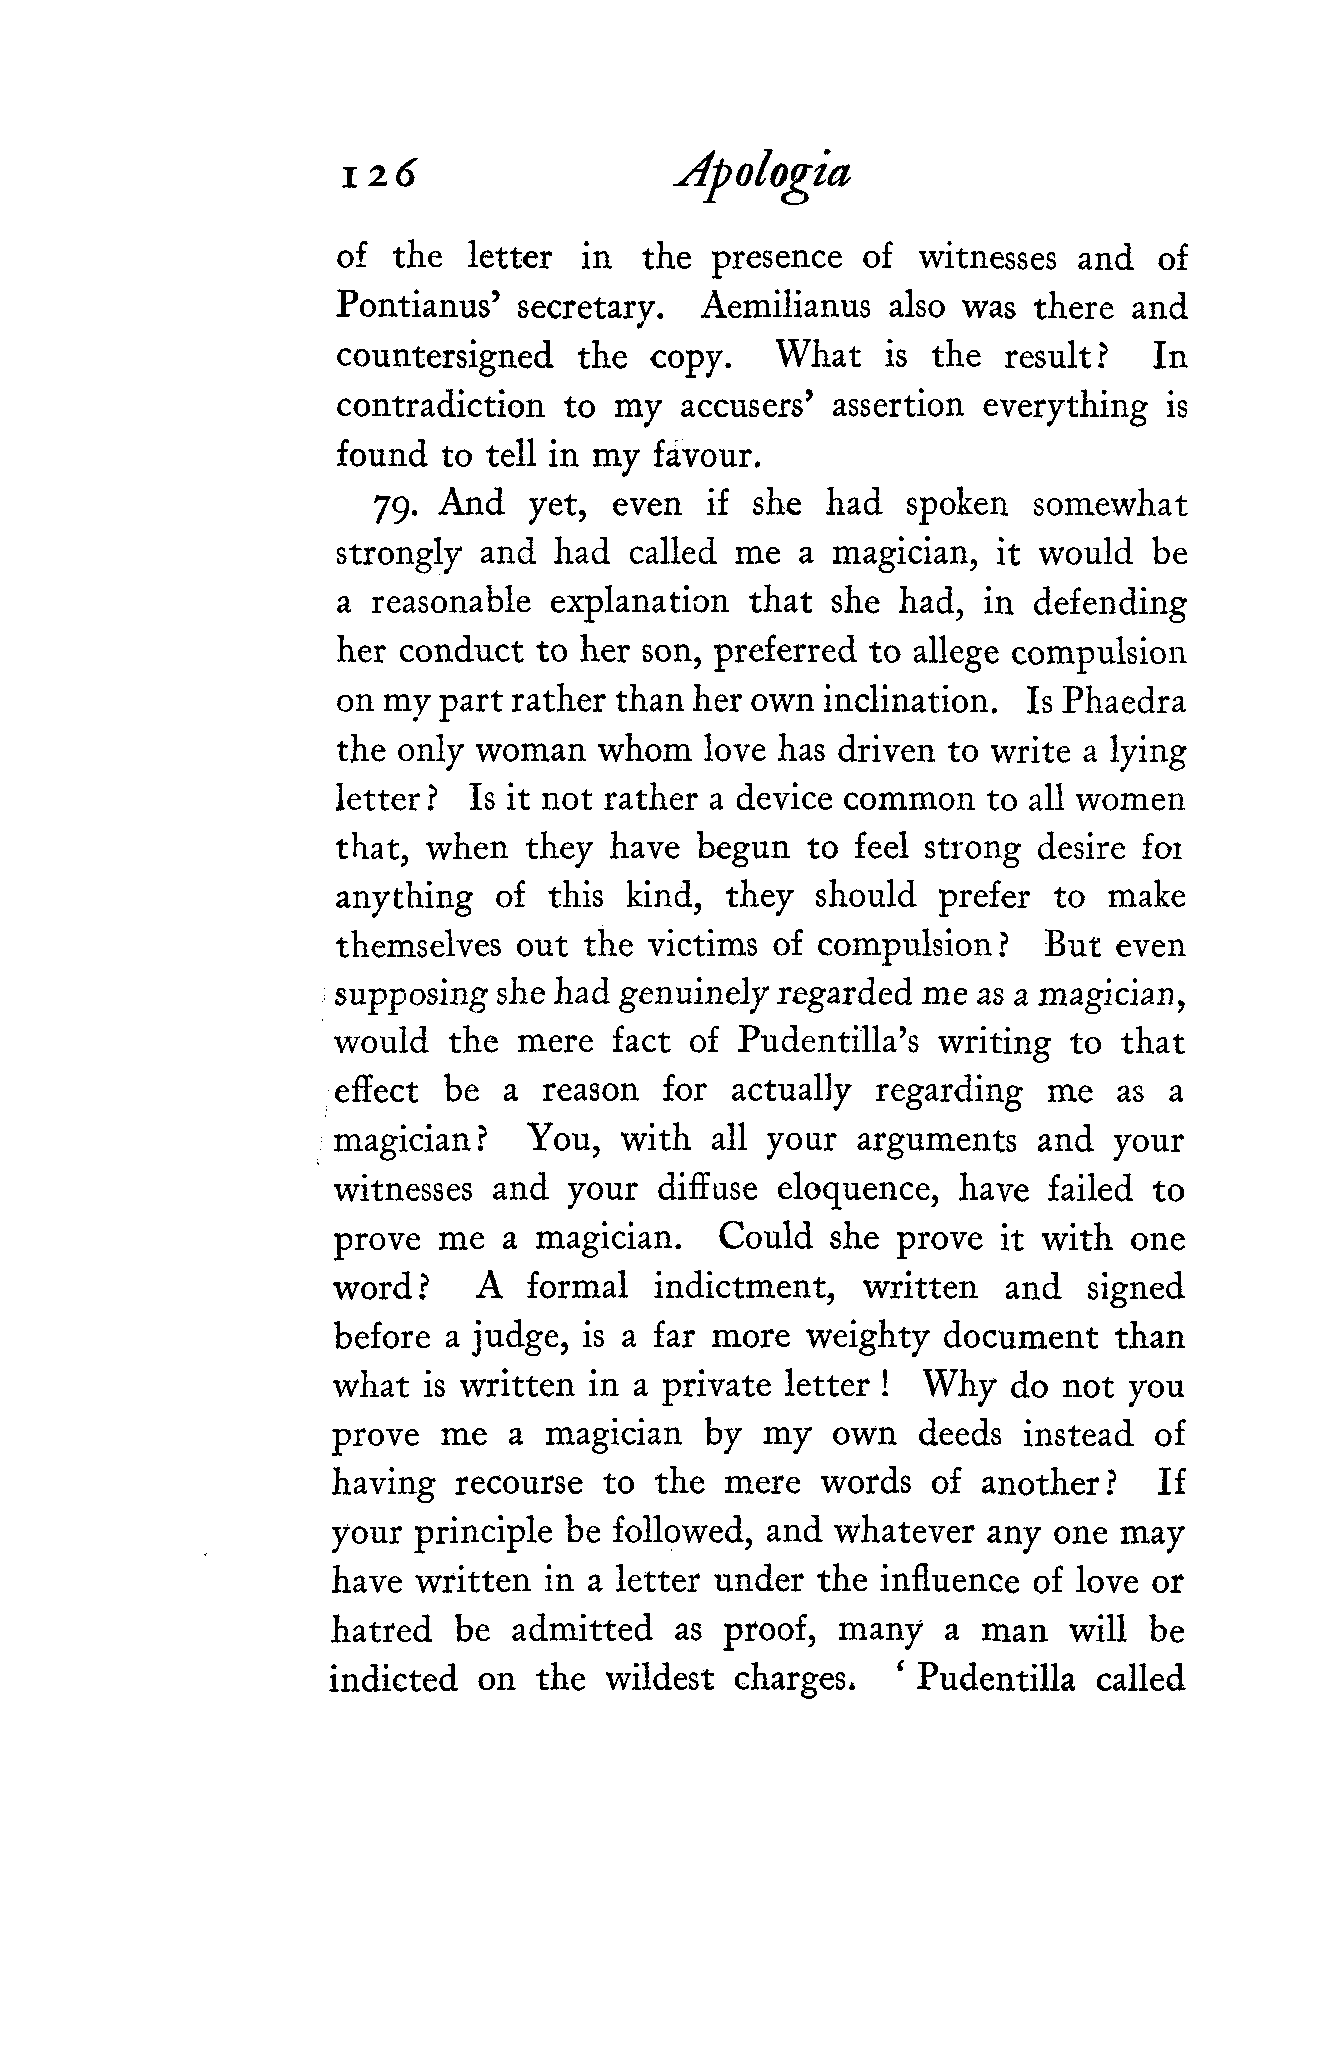 126 Apologia
of the letter in the presence of witnesses and of
Pontianus’ secretary. Aemilianus also was there and
countersigned the copy. What is the result? In
contradiction to my accusers’ assertion everything is
found to tell in my favour.
79. And yet, even if she had spoken somewhat
strongly and had called me a magician, it would be
a reasonable explanation that she had, in defending
her conduct to her son, preferred to allege compulsion
on my part rather than her own inclination. Is Phaedra
the only woman whom love has driven to write a lying
letter? Is it not rather a device common to all women
that, when they have begun to feel strong desire for
anything of this kind, they should prefer to make
themselves out the victims of compulsion? But even
supposing she had genuinely regarded me as a magician,
would the mere fact of Pudentilla’s writing to that
effect be a reason for actually regarding me as a
magician? You, with all your arguments and your
witnesses and your diffuse eloquence, have failed to
prove me a magician. Could she prove it with one
word? A formal indictment, written and signed
before a judge, is a far more weighty document than
what is written in a private letter! Why do not you
prove me a magician by my own deeds instead of
having recourse to the mere words of another? If
your principle be followed, and whatever any one may
have written in a letter under the influence of love or
hatred be admitted as proof, many a man will be
indicted on the wildest charges. ‘Pudentilla called